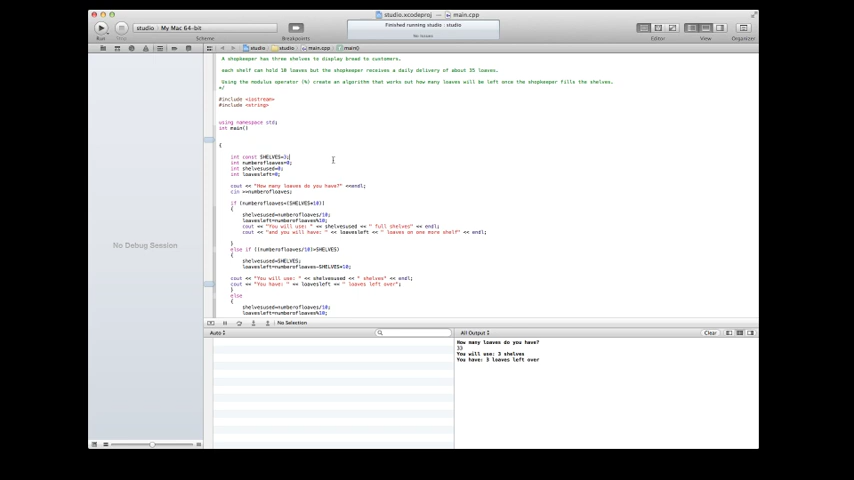 studio.xcodeproj — main.cpp
studio My Mac 64-bit
Finished running studio : studio
No Issues
Run
Stop
Scheme
Breakpoints
Editor
View
Organizer
studio studio main.cpp main()
A shopkeeper has three shelves to display bread to customers.
each shelf can hold 10 loaves but the shopkeeper receives a daily delivery of about 35 loaves.
Using the modulus operator (%) create an algorithm that works out how many loaves will be left once the shopkeeper fills the shelves.
*/
#include <iostream>
#include <string>
using namespace std;
int main()
{
int const SHELVES=3;
int numberofloaves=0;
int shelvesused=0;
int loavesleft=0;
cout << "How many loaves do you have?" <<endl;
cin >>numberofloaves;
if (numberofloaves<(SHELVES*10))
{
shelvesused=numberofloaves/10;
loavesleft=numberofloaves%10;
cout << "You will use: " << shelvesused << " full shelves" << endl;
cout << "and you will have: " << loavesleft << " loaves on one more shelf" << endl;
}
else if ((numberofloaves/10)>SHELVES)
{
shelvesused=SHELVES;
loavesleft=numberofloaves-SHELVES*10;
cout << "You will use: " << shelvesused << " shelves" << endl;
cout << "You have: " << loavesleft << " loaves left over";
}
else
{
shelvesused=numberofloaves/10;
loavesleft=numberofloaves%10;
No Debug Session
No Selection
Auto
All Output
Clear
How many loaves do you have?
33
You will use: 3 shelves
You have: 3 loaves left over